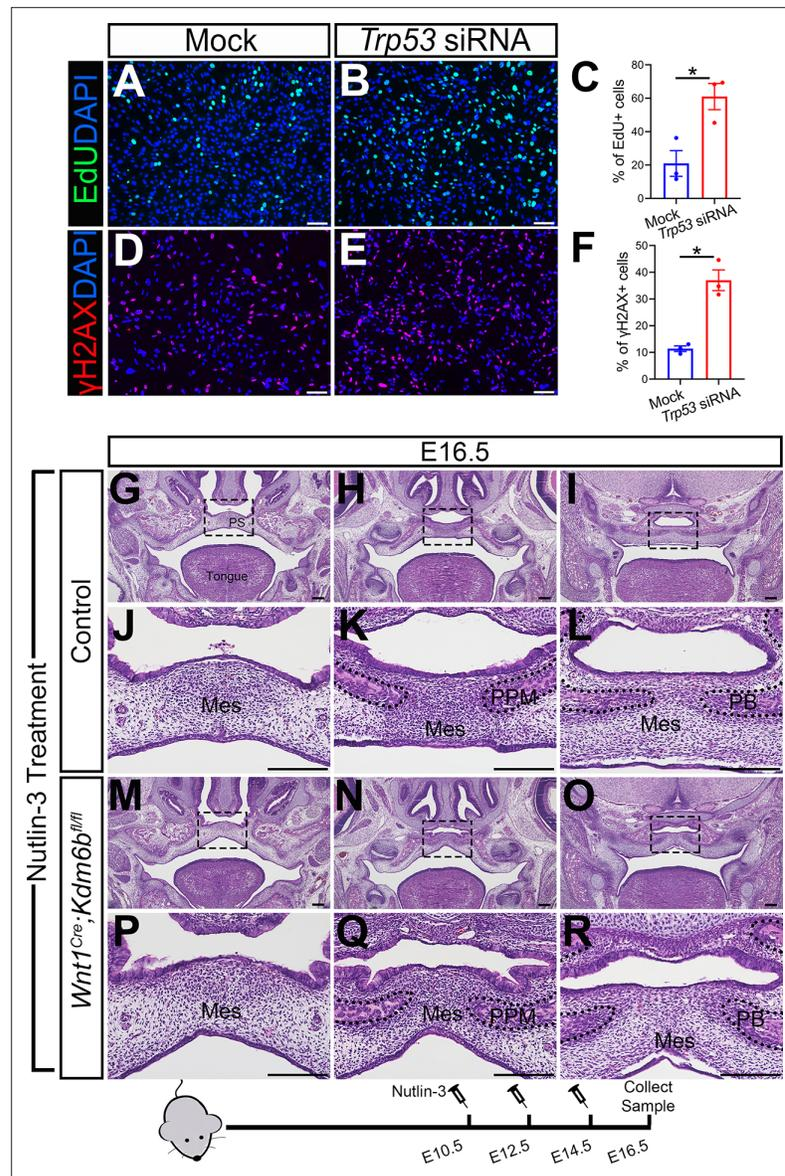 Mock
Trp53 siRNA
EdU DAPI
A
B
C
% of EdU+ cells
80
60
40
20
0
*
Mock
Trp53 siRNA
γH2AX DAPI
D
E
F
% of γH2AX+ cells
50
40
30
20
10
0
*
Mock
Trp53 siRNA
E16.5
Nutlin-3 Treatment
Control
G
PS
Tongue
H
I
J
Mes
K
PPM
Mes
L
PB
Mes
Wnt1Cre;Kdm6bfl/fl
M
N
O
P
Mes
Q
Mes
PPM
R
PB
Mes
Nutlin-3
Collect
Sample
E10.5
E12.5
E14.5
E16.5